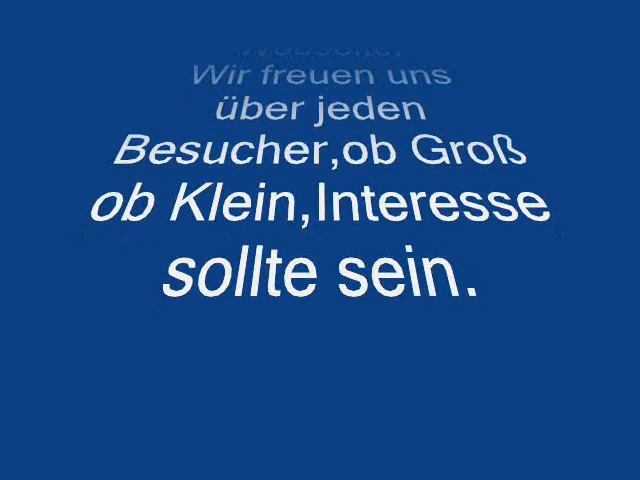 Wir freuen uns
über jeden
Besucher,ob Groß
ob Klein,Interesse
sollte sein.